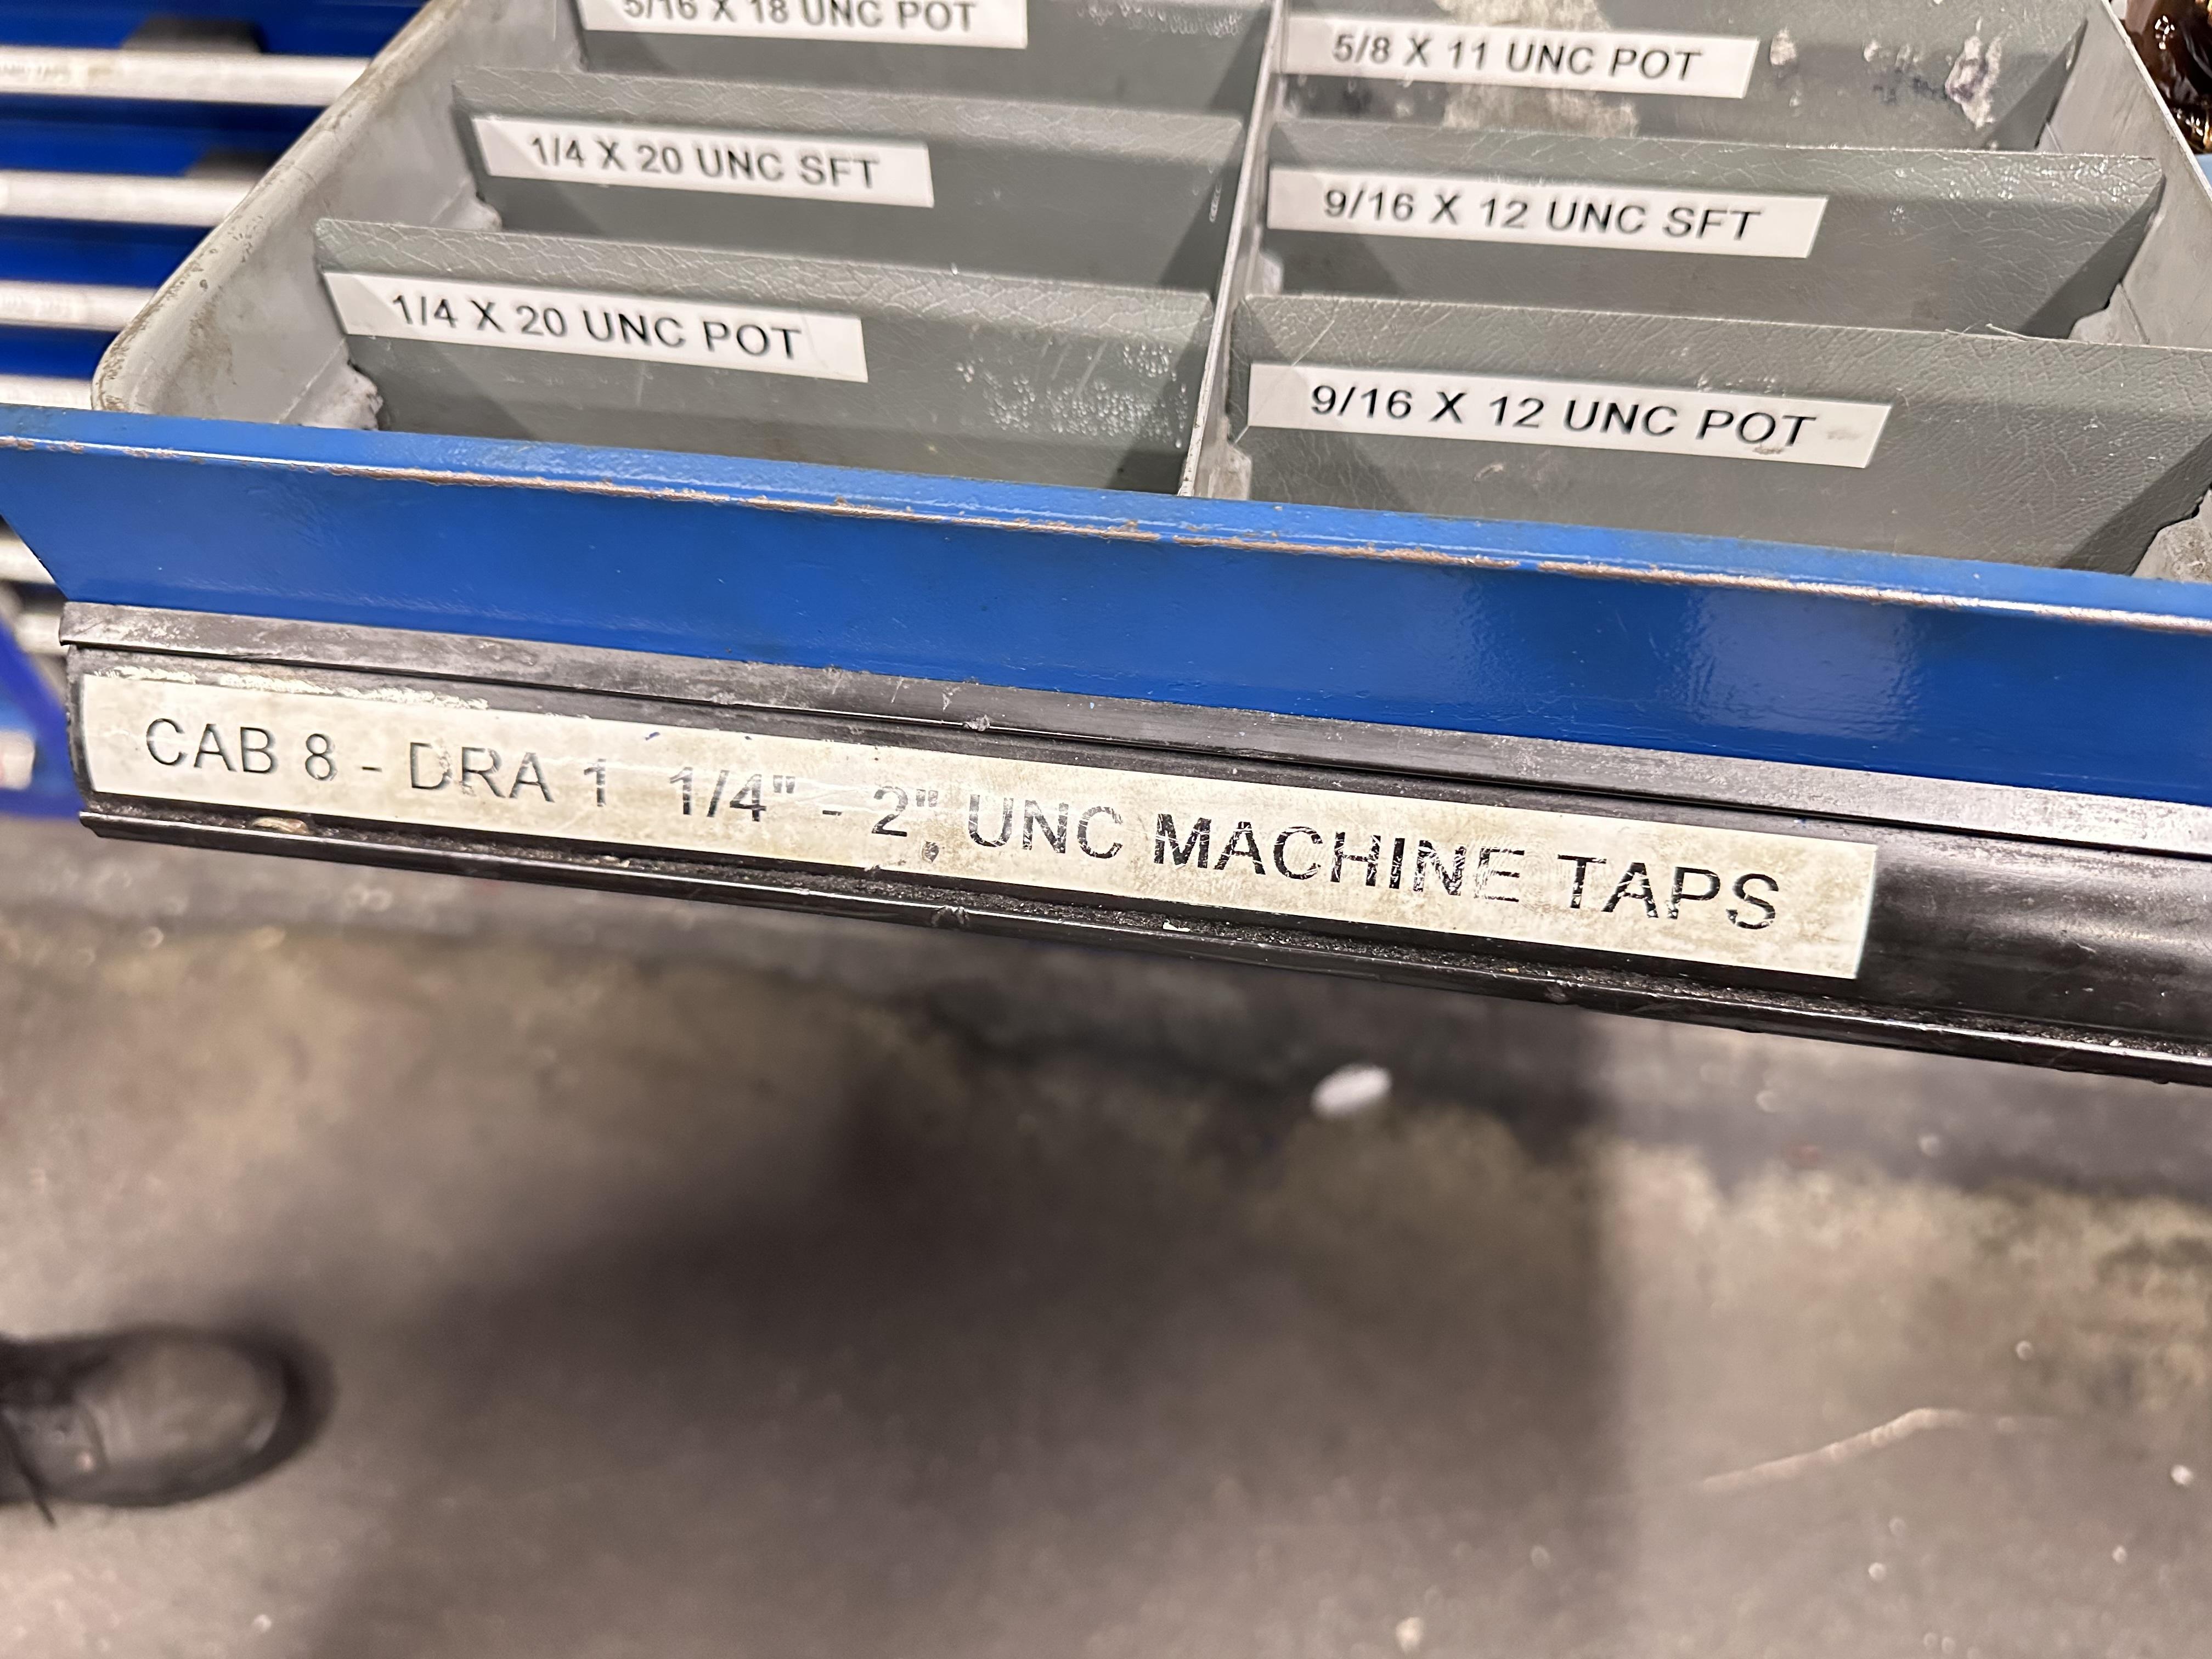 5/16 X 18 UNC POT
5/8 X 11 UNC POT
1/4 X 20 UNC SFT
9/16 X 12 UNC SFT
1/4 X 20 UNC POT
9/16 X 12 UNC POT
CAB 8 - DRA 1 1/4" - 2" UNC MACHINE TAPS